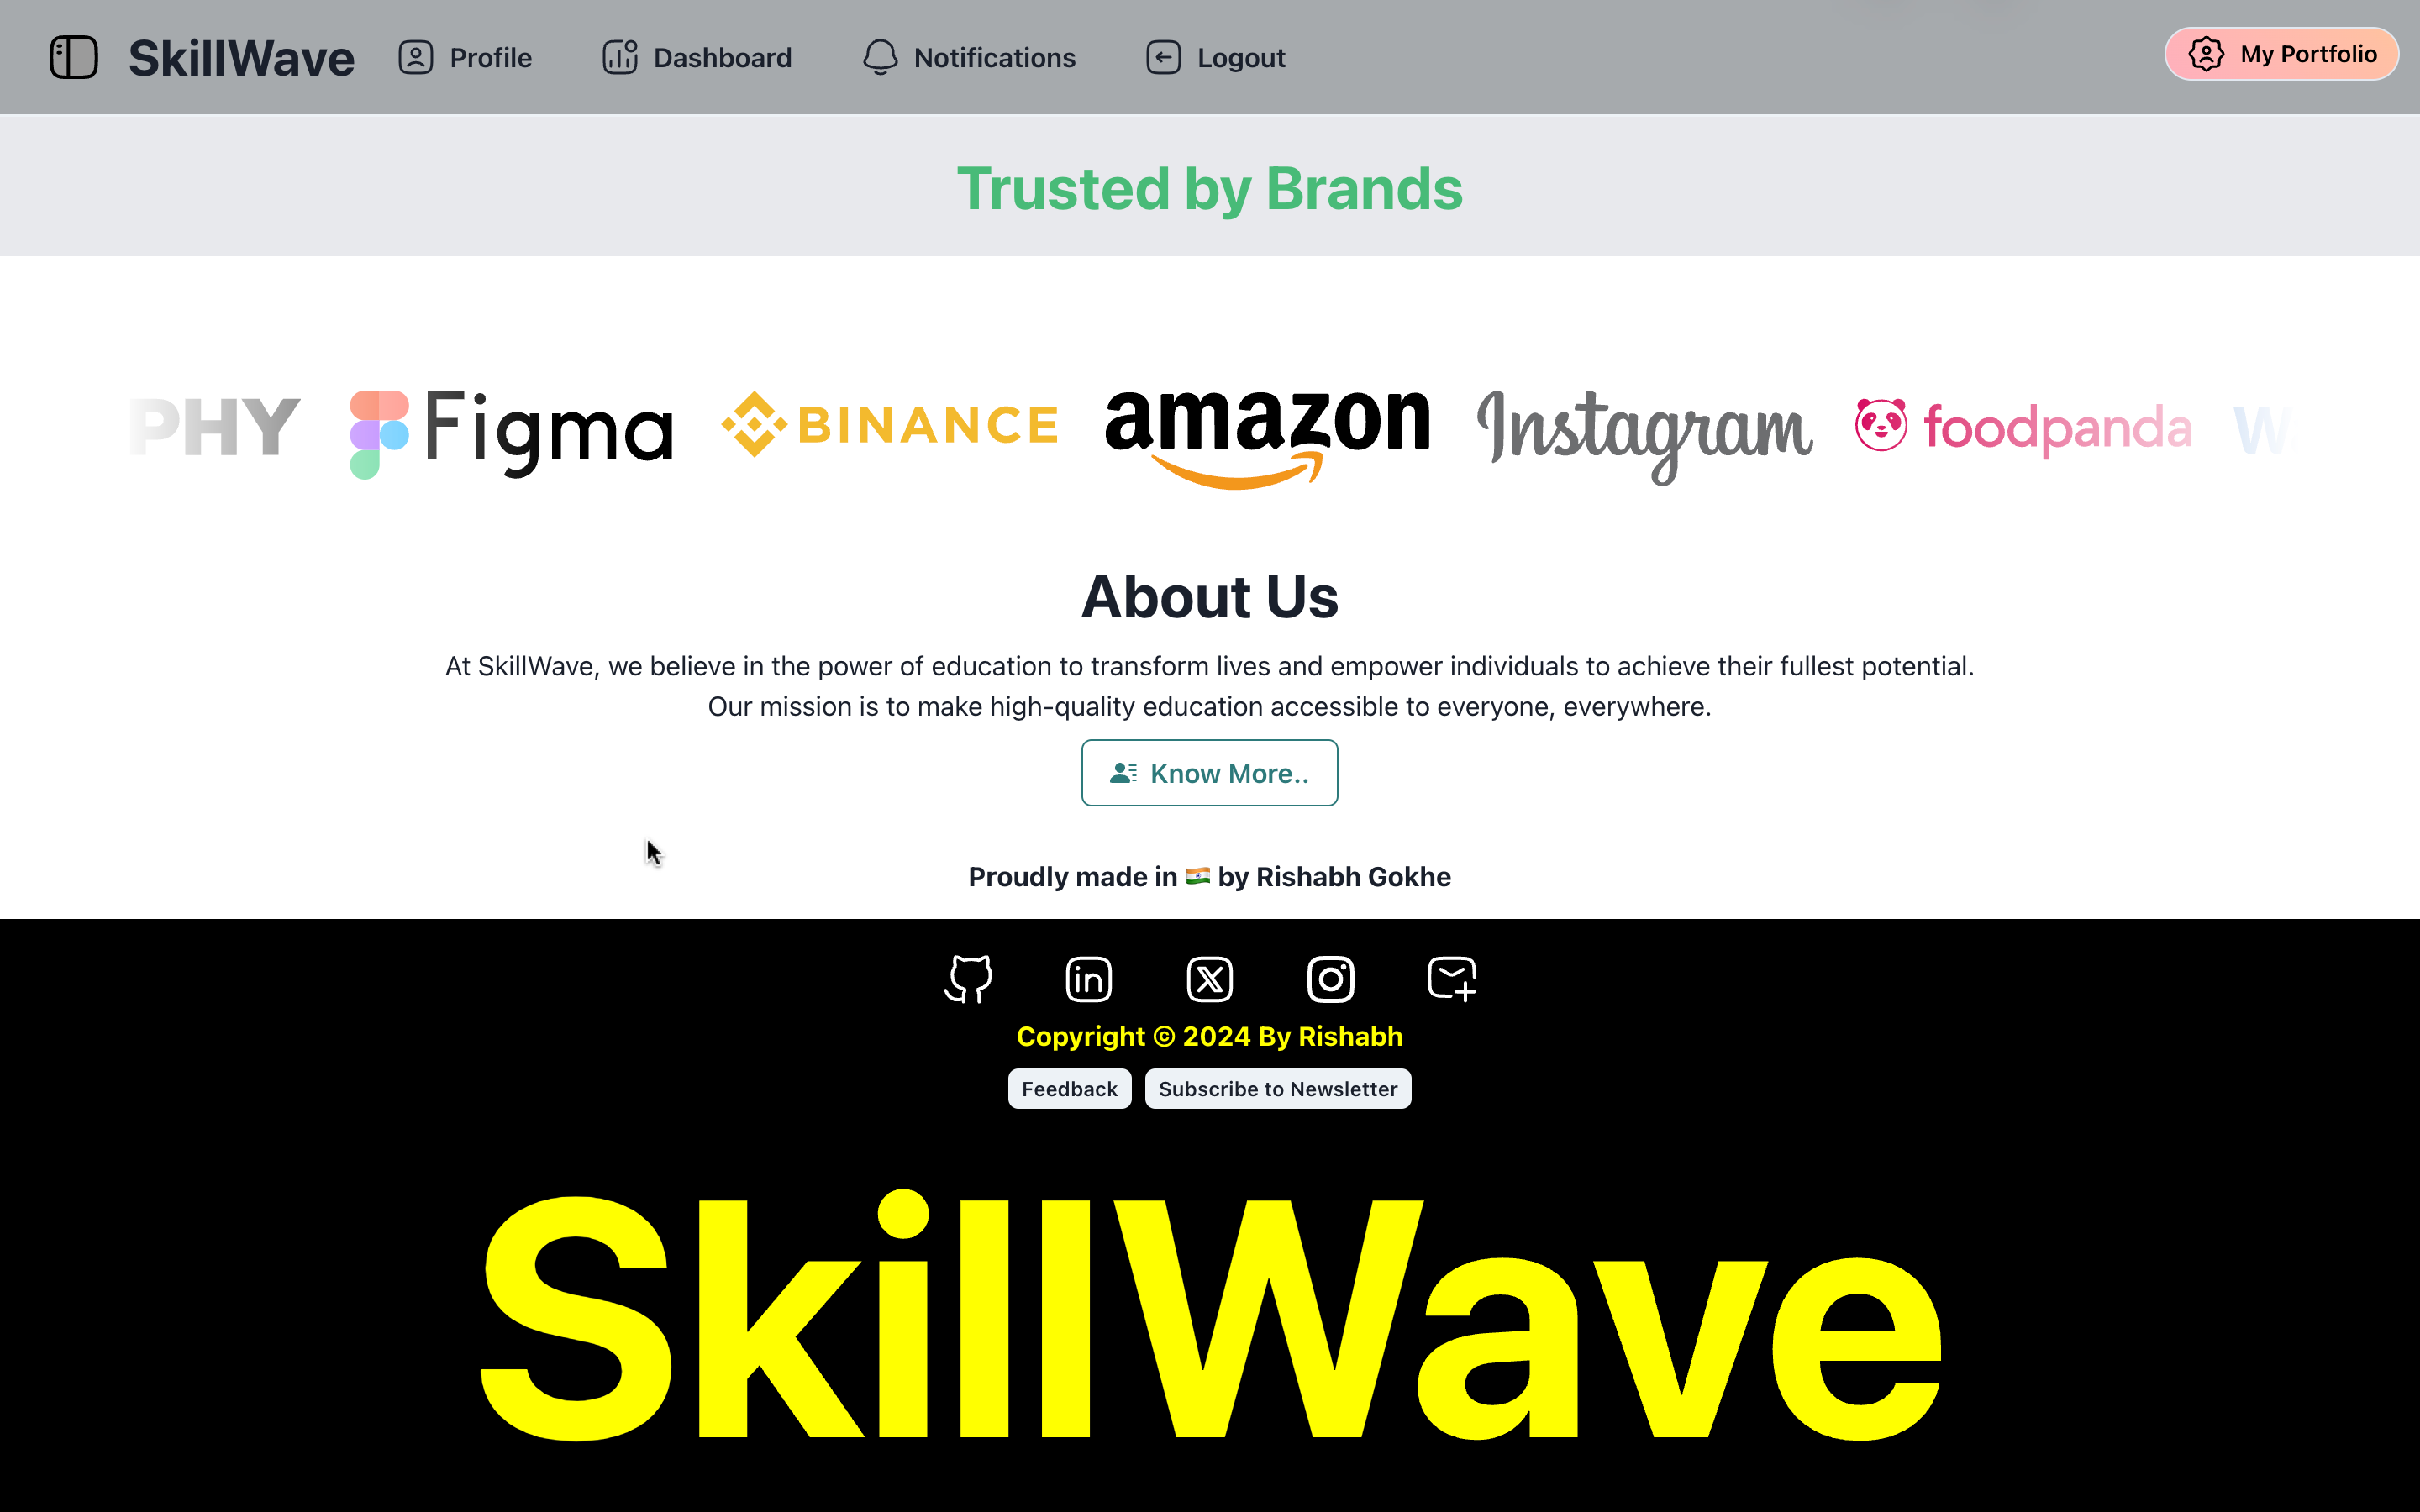 SkillWave Profile Dashboard Notifications Logout My Portfolio
Trusted by Brands
PHY Figma BINANCE amazon Instagram foodpanda W
About Us
At SkillWave, we believe in the power of education to transform lives and empower individuals to achieve their fullest potential.
Our mission is to make high-quality education accessible to everyone, everywhere.
Know More..
Proudly made in 🇮🇳 by Rishabh Gokhe
Copyright © 2024 By Rishabh
Feedback Subscribe to Newsletter
SkillWave